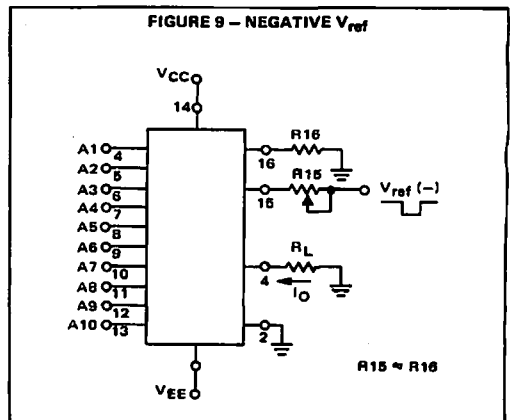 FIGURE 9 – NEGATIVE Vref
VCC
14
A1 4
A2 5
A3 6
A4 7
A5 8
A6 9
A7 10
A8 11
A9 12
A10 13
R16
16
R15
15
Vref (–)
RL
4
IO
2
R15 ≈ R16
VEE